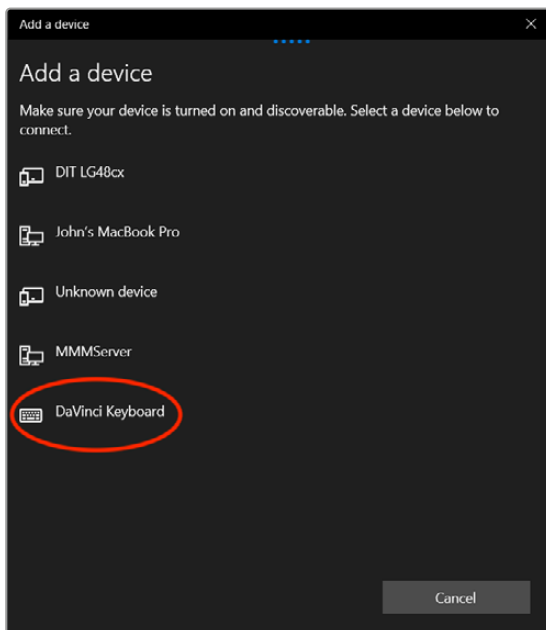 Add a device
Add a device
Make sure your device is turned on and discoverable. Select a device below to
connect.
DIT LG48cx
John's MacBook Pro
Unknown device
MMMServer
DaVinci Keyboard
Cancel